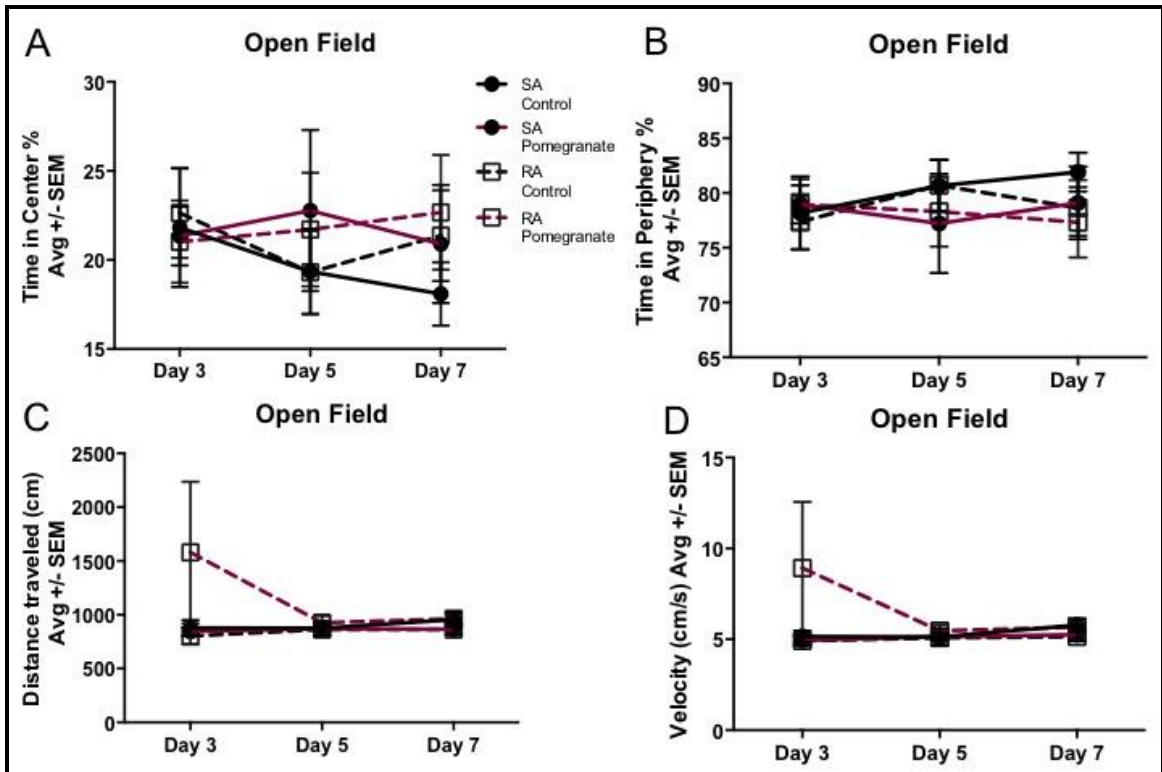 A
Open Field
Time in Center %
Avg +/- SEM
30
25
20
15
Day 3
Day 5
Day 7
SA
Control
SA
Pomegranate
RA
Control
RA
Pomegranate
B
Open Field
Time in Periphery %
Avg +/- SEM
90
85
80
75
70
65
Day 3
Day 5
Day 7
C
Open Field
Distance traveled (cm)
Avg +/- SEM
2500
2000
1500
1000
500
0
Day 3
Day 5
Day 7
D
Open Field
Velocity (cm/s) Avg +/- SEM
15
10
5
0
Day 3
Day 5
Day 7